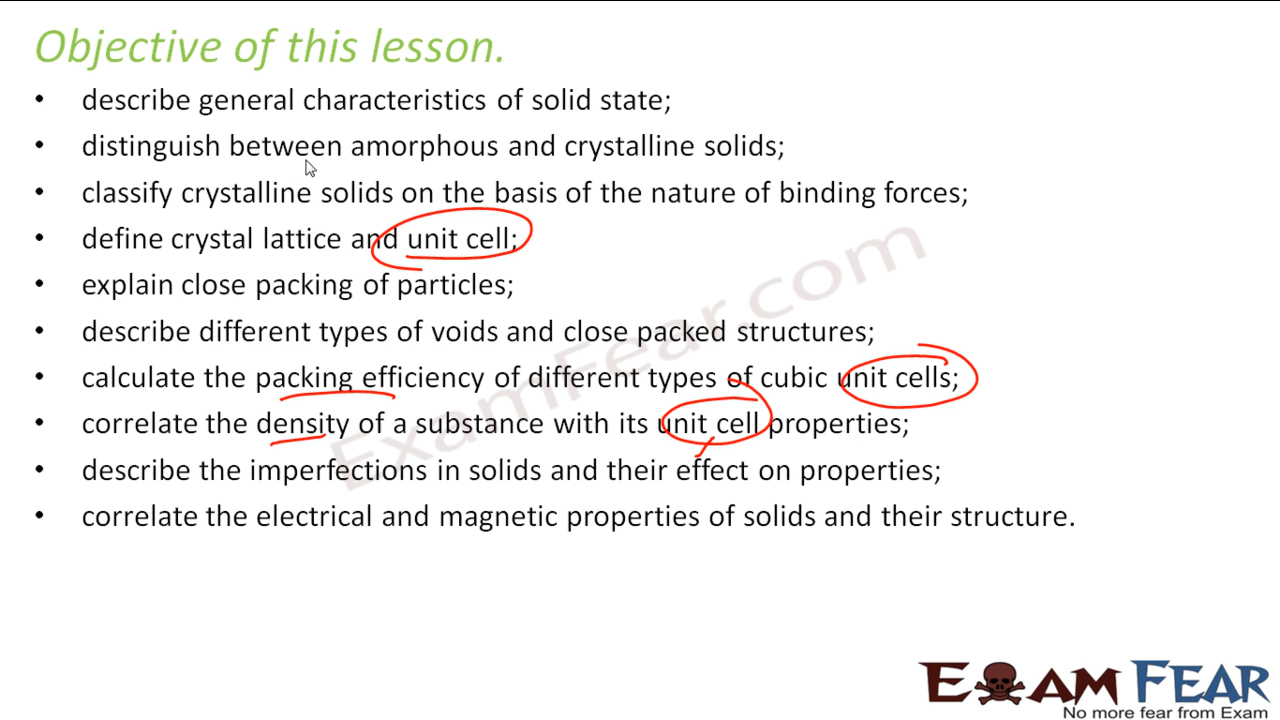 Objective of this lesson.
• describe general characteristics of solid state;
• distinguish between amorphous and crystalline solids;
• classify crystalline solids on the basis of the nature of binding forces;
• define crystal lattice and unit cell;
• explain close packing of particles;
• describe different types of voids and close packed structures;
• calculate the packing efficiency of different types of cubic unit cells;
• correlate the density of a substance with its unit cell properties;
• describe the imperfections in solids and their effect on properties;
• correlate the electrical and magnetic properties of solids and their structure.
ExamFear.com
EXAM FEAR
No more fear from Exam